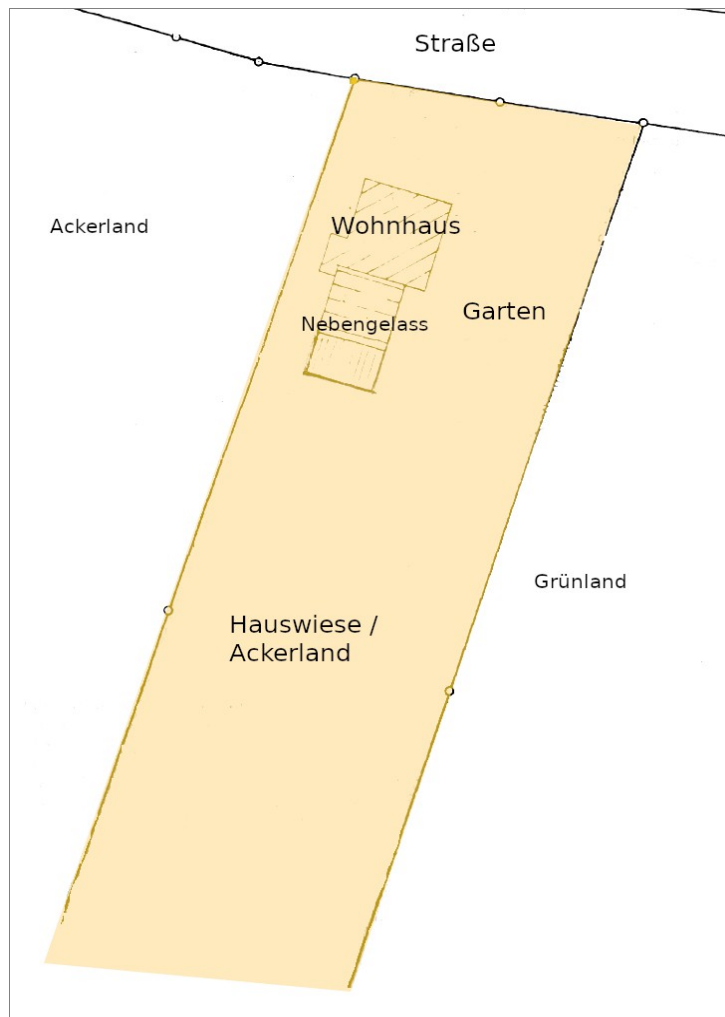 Straße
Ackerland
Wohnhaus
Garten
Nebengelass
Grünland
Hauswiese /
Ackerland